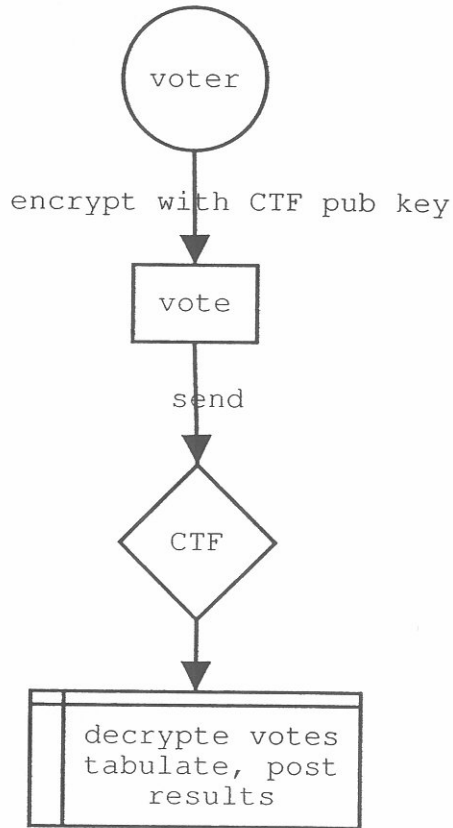 voter
encrypt with CTF pub key
vote
send
CTF
decrypte votes
tabulate, post
results